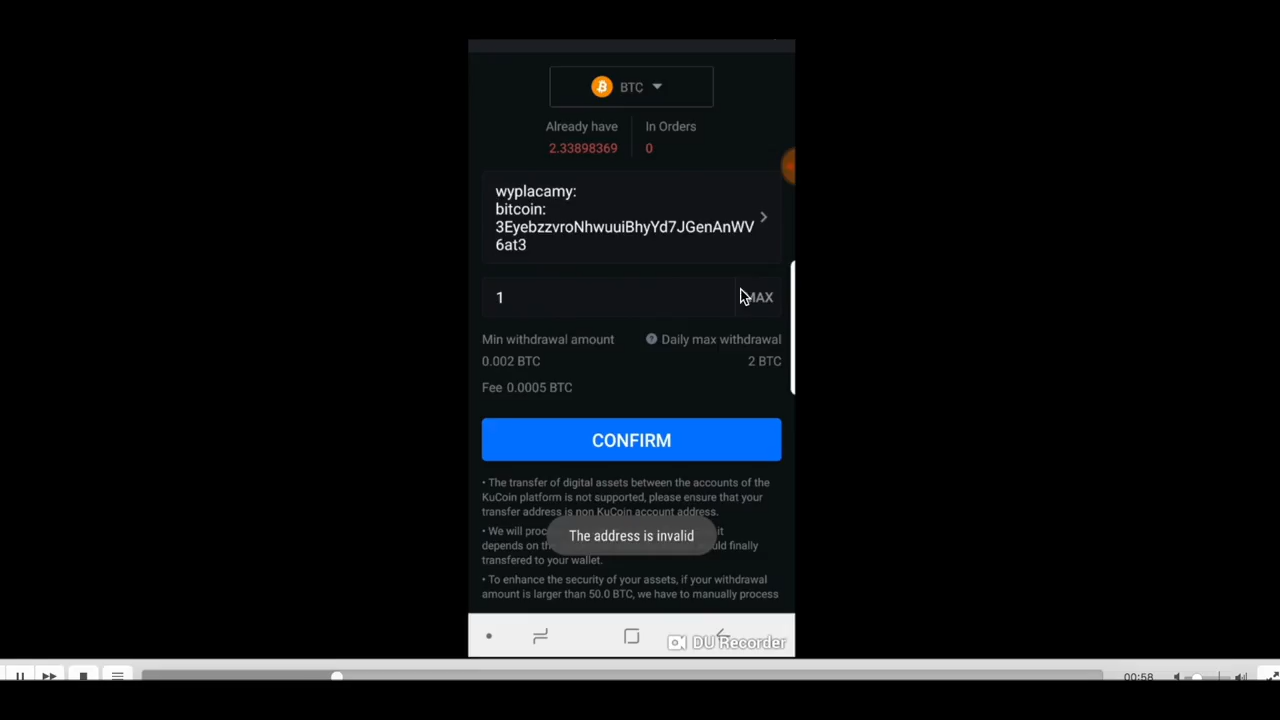 BTC
Already have
In Orders
2.33898369
0
wyplacamy:
bitcoin:
3EyebzzvroNhwuuiBhyYd7JGenAnWV
6at3
1
MAX
Min withdrawal amount
Daily max withdrawal
0.002 BTC
2 BTC
Fee 0.0005 BTC
CONFIRM
• The transfer of digital assets between the accounts of the
KuCoin platform is not supported, please ensure that your
transfer address is non KuCoin account address.
• We will proc it
The address is invalid
depends on th uld finally
transfered to your wallet.
• To enhance the security of your assets, if your withdrawal
amount is larger than 50.0 BTC, we have to manually process
DU Recorder
00:58